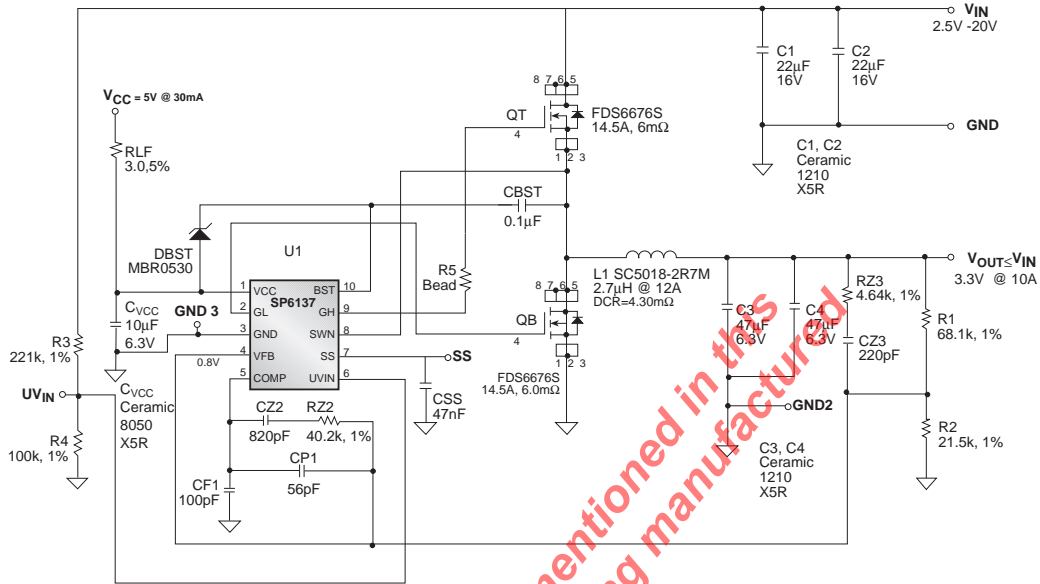 VIN
2.5V -20V
C1
22µF
16V
C2
22µF
16V
GND
C1, C2
Ceramic
1210
X5R
VCC = 5V @ 30mA
RLF
3.0,5%
8 7 6 5
QT
4
FDS6676S
14.5A, 6mΩ
1 2 3
CBST
0.1µF
DBST
MBR0530
U1
R5
Bead
L1 SC5018-2R7M
2.7µH @ 12A
DCR=4.30mΩ
VOUT≤VIN
3.3V @ 10A
1 VCC BST 10
SP6137
2 GL GH 9
3 GND SWN 8
4 VFB SS 7
5 COMP UVIN 6
0.8V
CVCC
10µF
6.3V
GND 3
8 7 6 5
QB
4
1 2 3
FDS6676S
14.5A, 6.0mΩ
C3
47µF
6.3V
C4
47µF
6.3V
RZ3
4.64k, 1%
CZ3
220pF
R1
68.1k, 1%
R3
221k, 1%
UVIN
R4
100k, 1%
CVCC
Ceramic
8050
X5R
SS
CSS
47nF
CZ2
820pF
RZ2
40.2k, 1%
CP1
56pF
CF1
100pF
GND2
C3, C4
Ceramic
1210
X5R
R2
21.5k, 1%
mentioned in this
manufactured